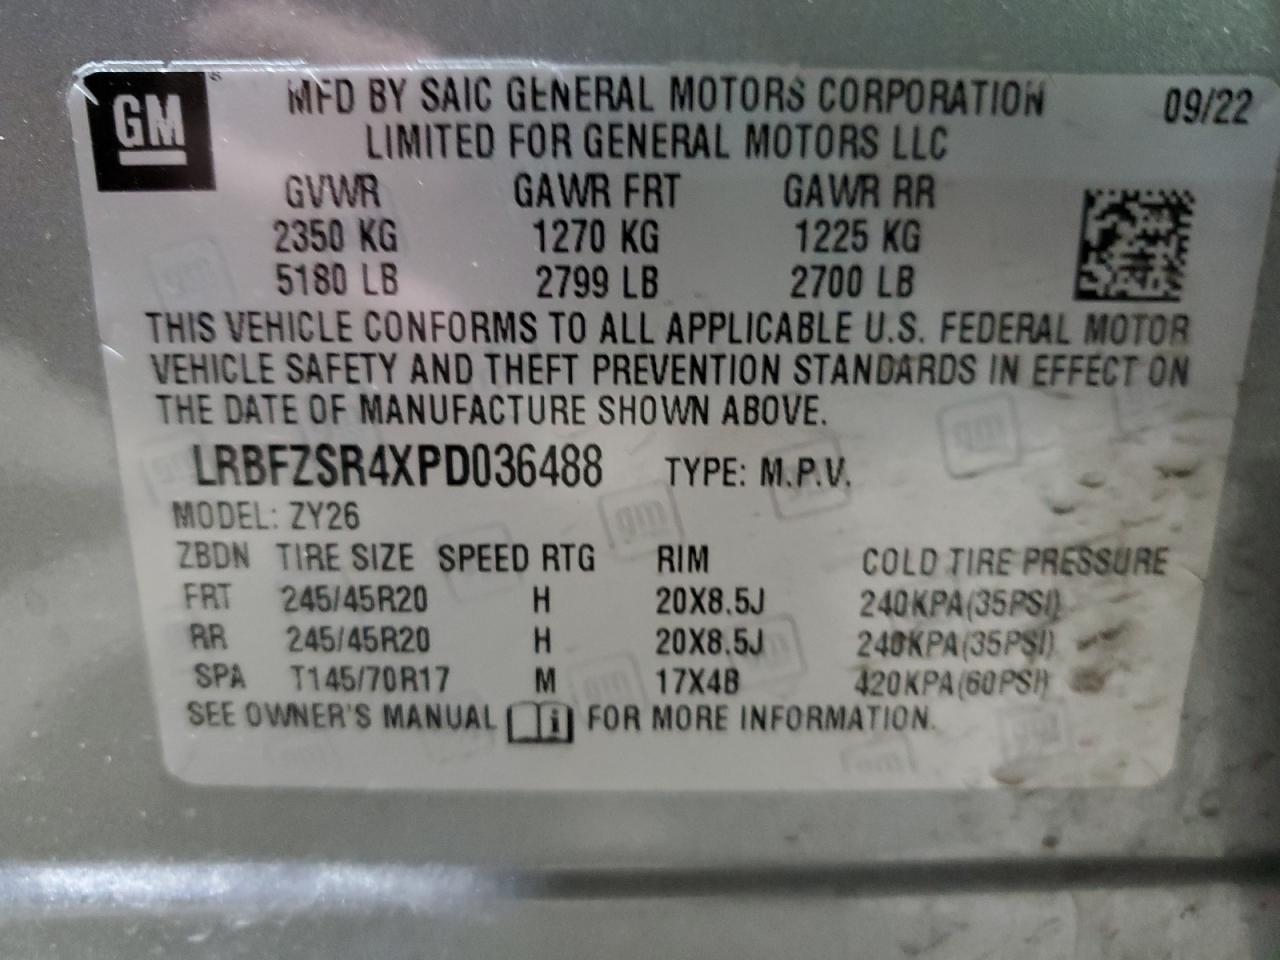 GM ®
MFD BY SAIC GENERAL MOTORS CORPORATION 09/22
LIMITED FOR GENERAL MOTORS LLC
GVWR GAWR FRT GAWR RR
2350 KG 1270 KG 1225 KG
5180 LB 2799 LB 2700 LB
THIS VEHICLE CONFORMS TO ALL APPLICABLE U.S. FEDERAL MOTOR
VEHICLE SAFETY AND THEFT PREVENTION STANDARDS IN EFFECT ON
THE DATE OF MANUFACTURE SHOWN ABOVE.
LRBFZSR4XPD036488 TYPE: M.P.V.
MODEL: ZY26
ZBDN TIRE SIZE SPEED RTG RIM COLD TIRE PRESSURE
FRT 245/45R20 H 20X8.5J 240KPA(35PSI)
RR 245/45R20 H 20X8.5J 240KPA(35PSI)
SPA T145/70R17 M 17X4B 420KPA(60PSI)
SEE OWNER'S MANUAL i FOR MORE INFORMATION.